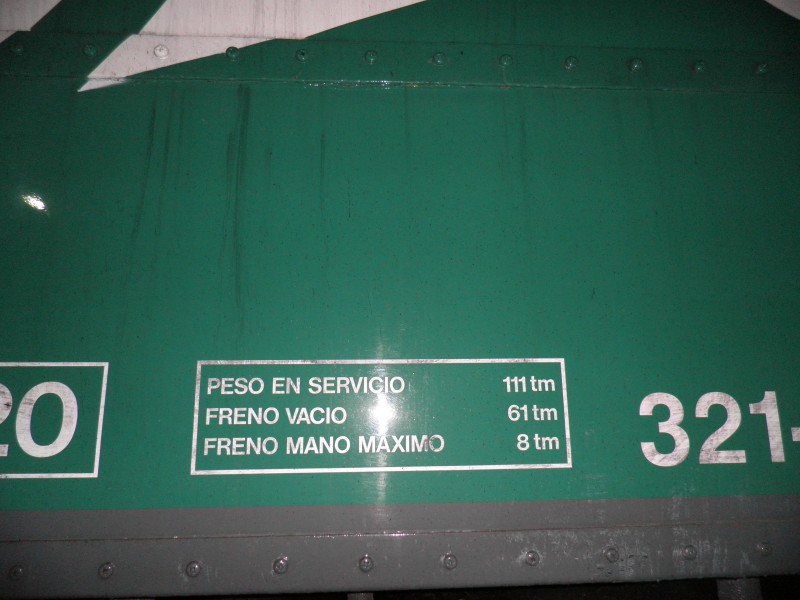 20
PESO EN SERVICIO 111 tm
FRENO VACIO 61 tm
FRENO MANO MAXIMO 8 tm
321-